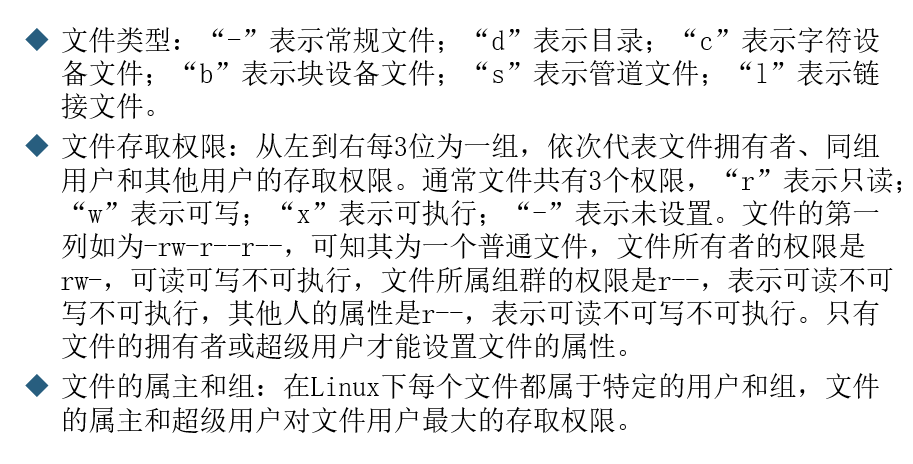 文件类型：“-”表示常规文件；“d”表示目录；“c”表示字符设
备文件；“b”表示块设备文件；“s”表示管道文件；“l”表示链
接文件。
文件存取权限：从左到右每3位为一组，依次代表文件拥有者、同组
用户和其他用户的存取权限。通常文件共有3个权限，“r”表示只读；
“w”表示可写；“x”表示可执行；“-”表示未设置。文件的第一
列如为-rw-r--r--，可知其为一个普通文件，文件所有者的权限是
rw-，可读可写不可执行，文件所属组群的权限是r--，表示可读不可
写不可执行，其他人的属性是r--，表示可读不可写不可执行。只有
文件的拥有者或超级用户才能设置文件的属性。
文件的属主和组：在Linux下每个文件都属于特定的用户和组，文件
的属主和超级用户对文件用户最大的存取权限。